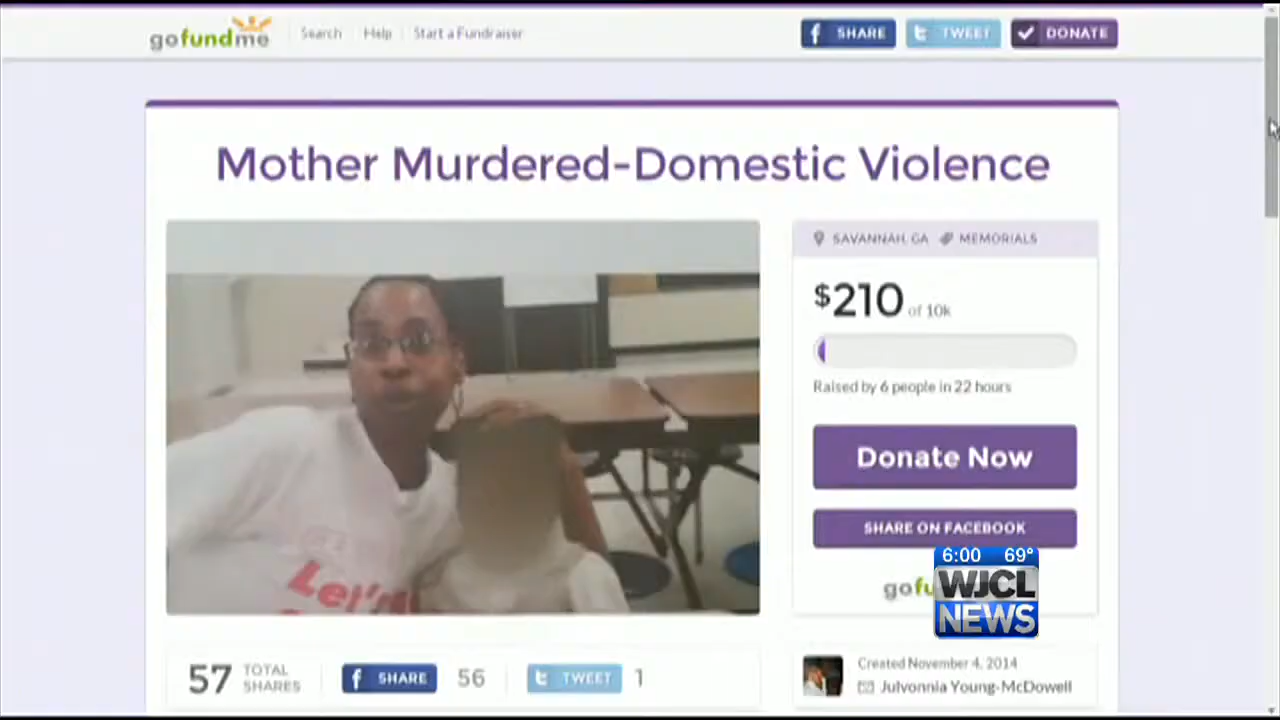 gofundme Search Help Start a Fundraiser SHARE TWEET DONATE
Mother Murdered-Domestic Violence
SAVANNAH, GA MEMORIALS
$210 of 10k
Raised by 6 people in 22 hours
Donate Now
SHARE ON FACEBOOK
6:00 69°
gofu
WJCL
NEWS
Let's
57 TOTAL SHARES SHARE 56 TWEET 1
Created November 4, 2014
Julvonnia Young-McDowell